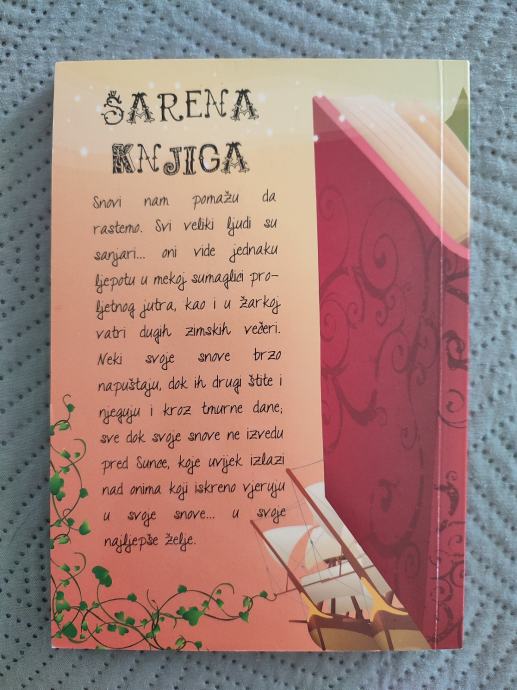 ŠARENA
KNJIGA
Snovi nam pomažu da
rastemo. Svi veliki ljudi su
sanjari... oni vide jednaku
ljepotu u mekoj sumaglici pro-
ljetnog jutra, kao i u žarkoj
vatri dugih zimskih večeri.
Neki svoje snove brzo
napuštaju, dok ih drugi štite i
njeguju i kroz tmurne dane,
sve dok svoje snove ne izvedu
pred Sunce, koje uvijek izlazi
nad onima koji iskreno vjeruju
u svoje snove... u svoje
najljepše želje.